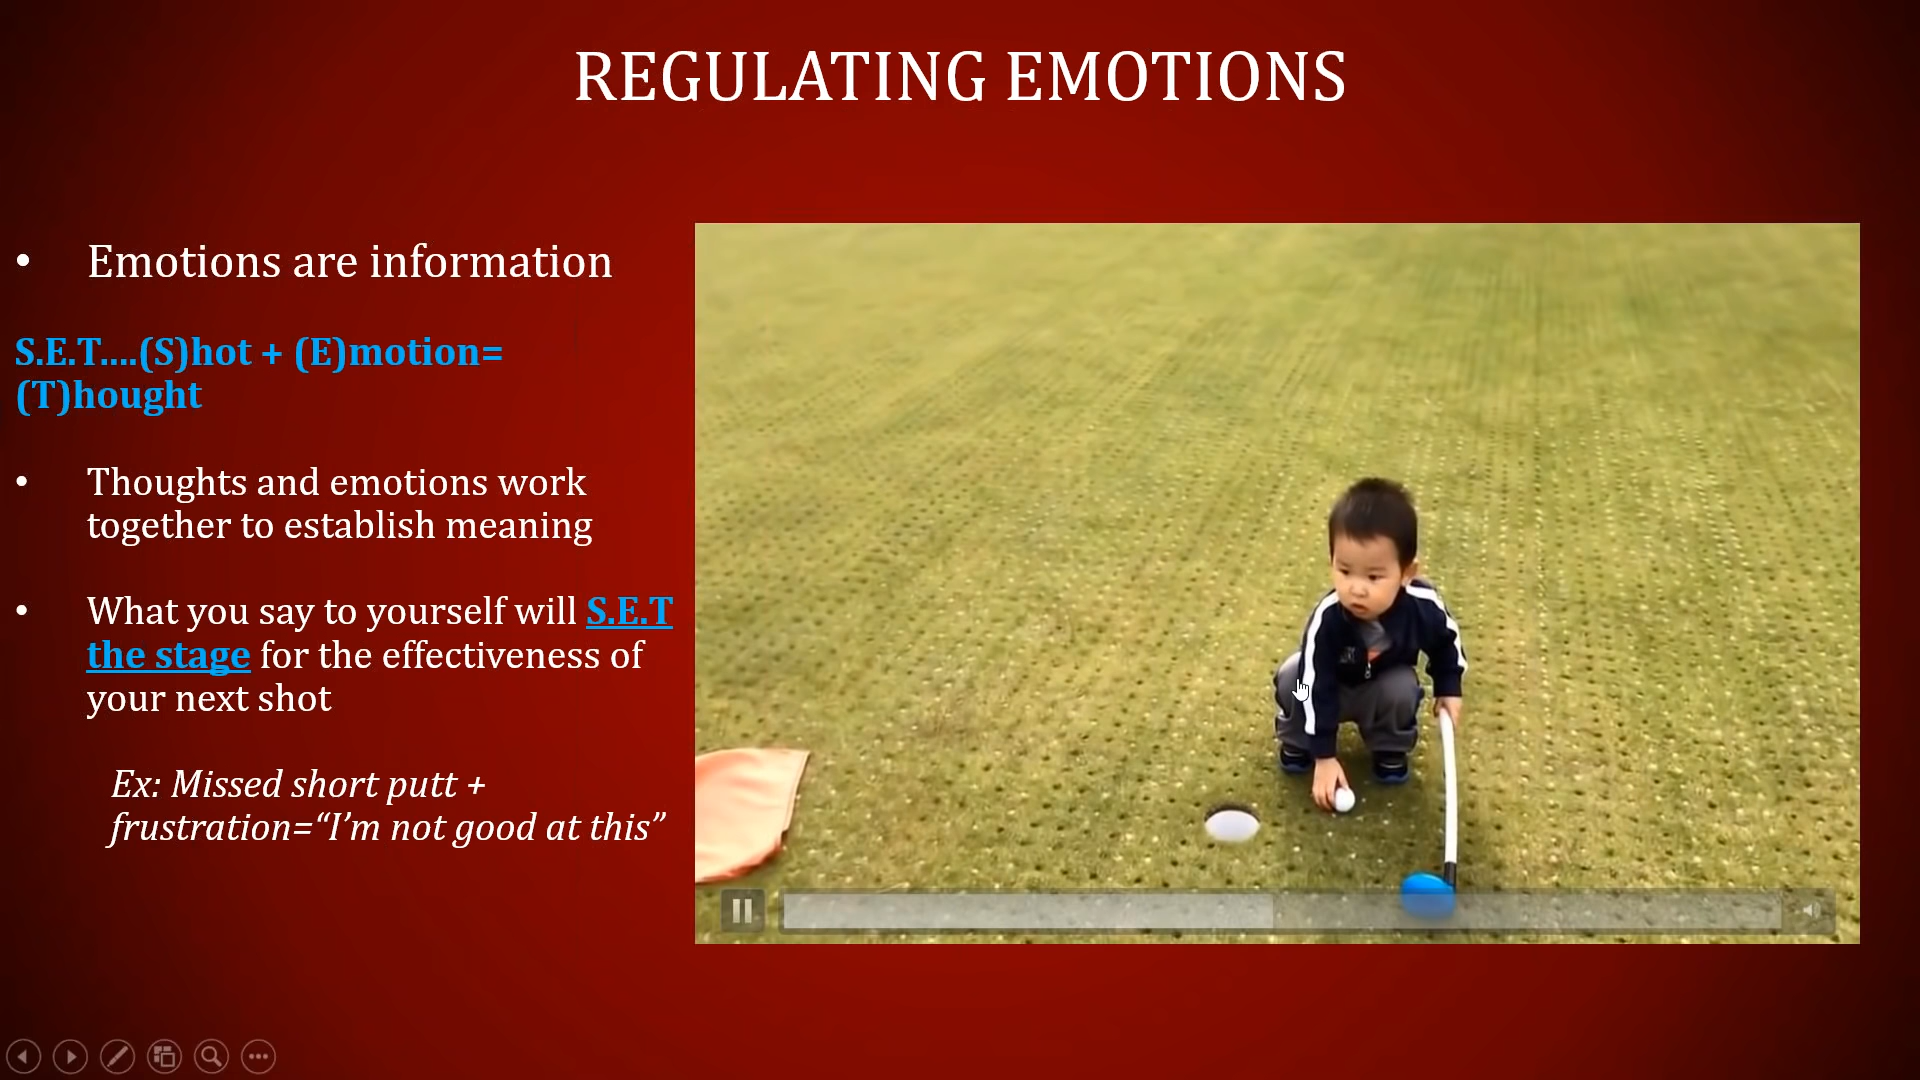 REGULATING EMOTIONS
• Emotions are information
S.E.T....(S)hot + (E)motion=
(T)hought
• Thoughts and emotions work
together to establish meaning
• What you say to yourself will S.E.T
the stage for the effectiveness of
your next shot
Ex: Missed short putt +
frustration=“I’m not good at this”